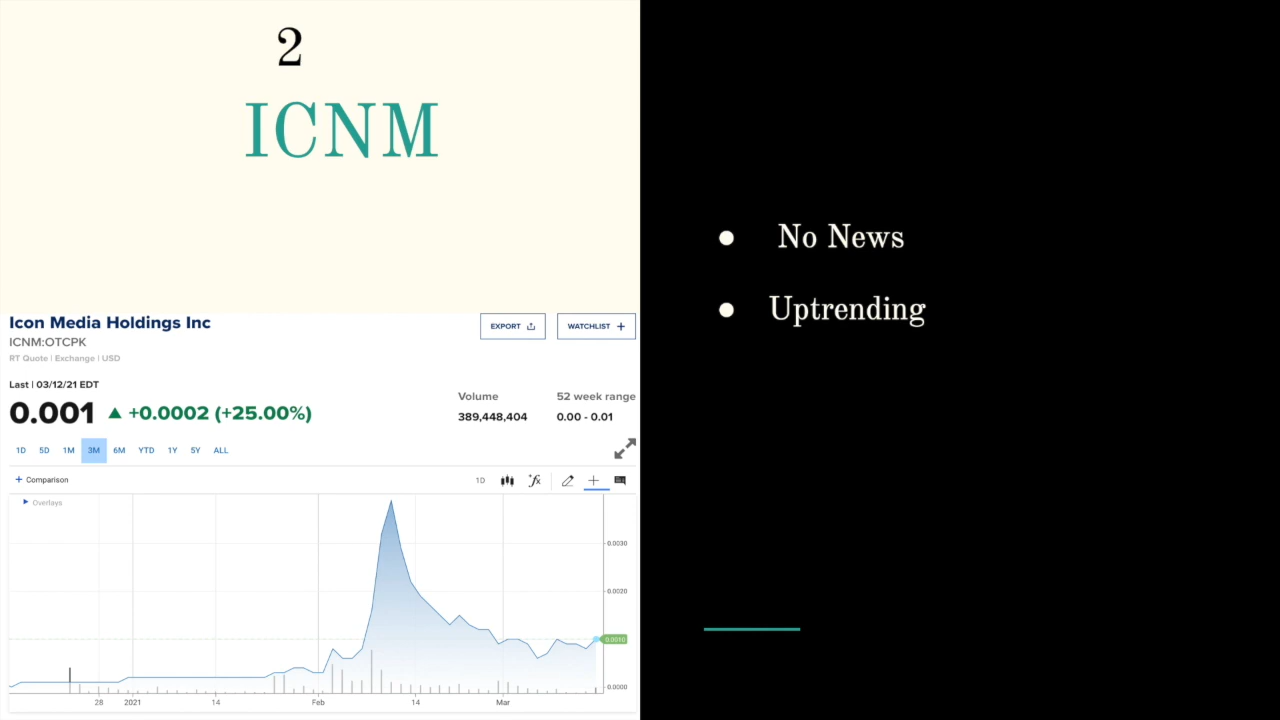 2
ICNM
Icon Media Holdings Inc
EXPORT
WATCHLIST +
ICNM:OTCPK
RT Quote | Exchange | USD
Last | 03/12/21 EDT
0.001 ▲ +0.0002 (+25.00%)
Volume 52 week range
389,448,404 0.00 - 0.01
1D 5D 1M 3M 6M YTD 1Y 5Y ALL
+ Comparison
1D
Overlays
0.0030
0.0020
0.0010
0.0000
28 2021 14 Feb 14 Mar
● No News
● Uptrending